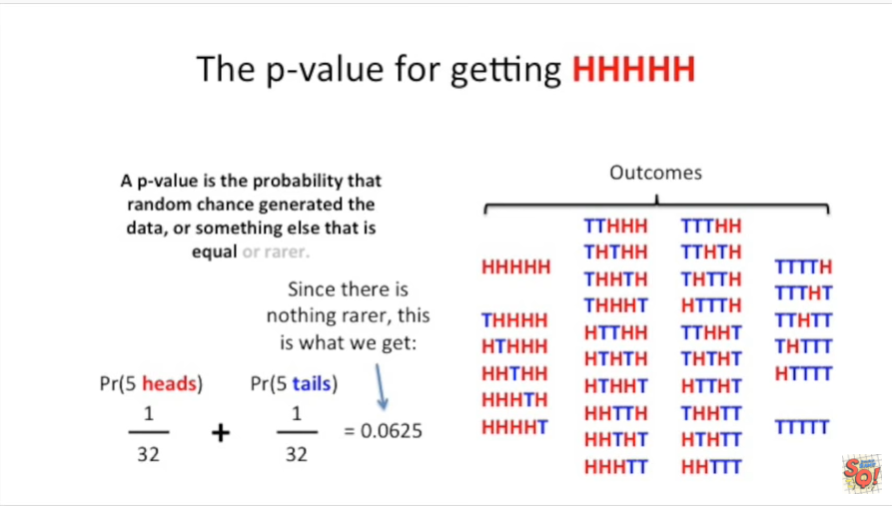 The p-value for getting HHHHH
A p-value is the probability that
random chance generated the
data, or something else that is
equal or rarer.
Since there is
nothing rarer, this
is what we get:
Pr(5 heads)
Pr(5 tails)
1
32
+
1
32
= 0.0625
Outcomes
HHHHH
THHHH
HTHHH
HHTHH
HHHTH
HHHHT
TTHHH
THTHH
THHTH
THHHT
HTTHH
HTHTH
HTHHT
HHTTH
HHTHT
HHHTT
TTTHH
TTHTH
THTTH
HTTTH
TTHHT
THTHT
HTTHT
THHTT
HTHTT
HHTTT
TTTTH
TTTHT
TTHTT
THTTT
HTTTT
TTTTT
SQ!